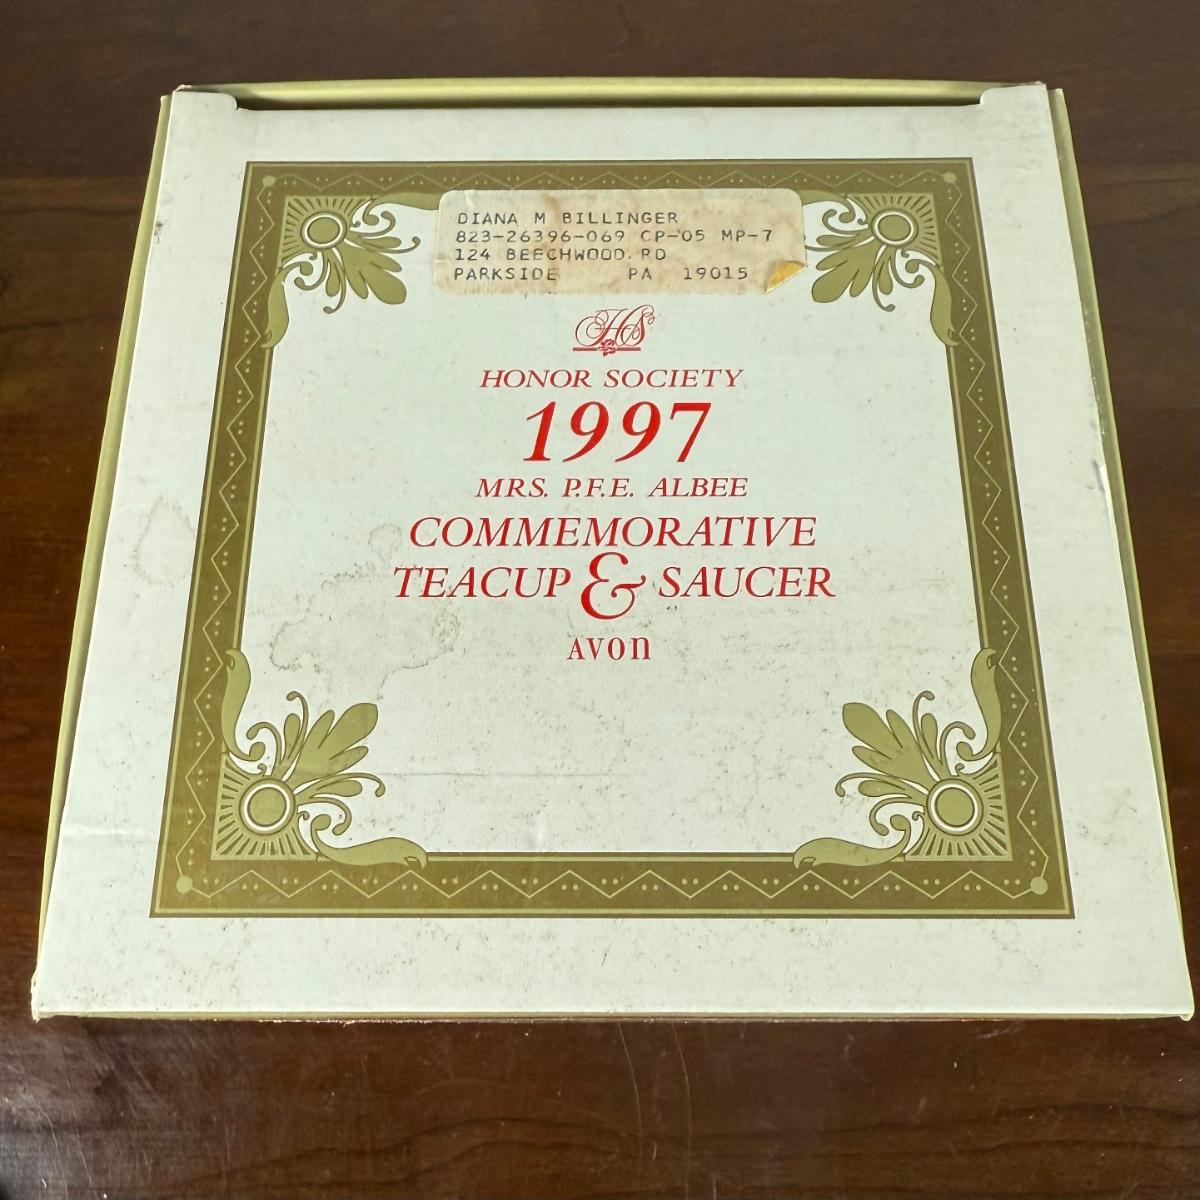 DIANA M BILLINGER
823-26396-069 CP-05 MP-7
124 BEECHWOOD. RD
PARKSIDE PA 19015
HS
HONOR SOCIETY
1997
MRS. P.F.E. ALBEE
COMMEMORATIVE
TEACUP & SAUCER
AVON